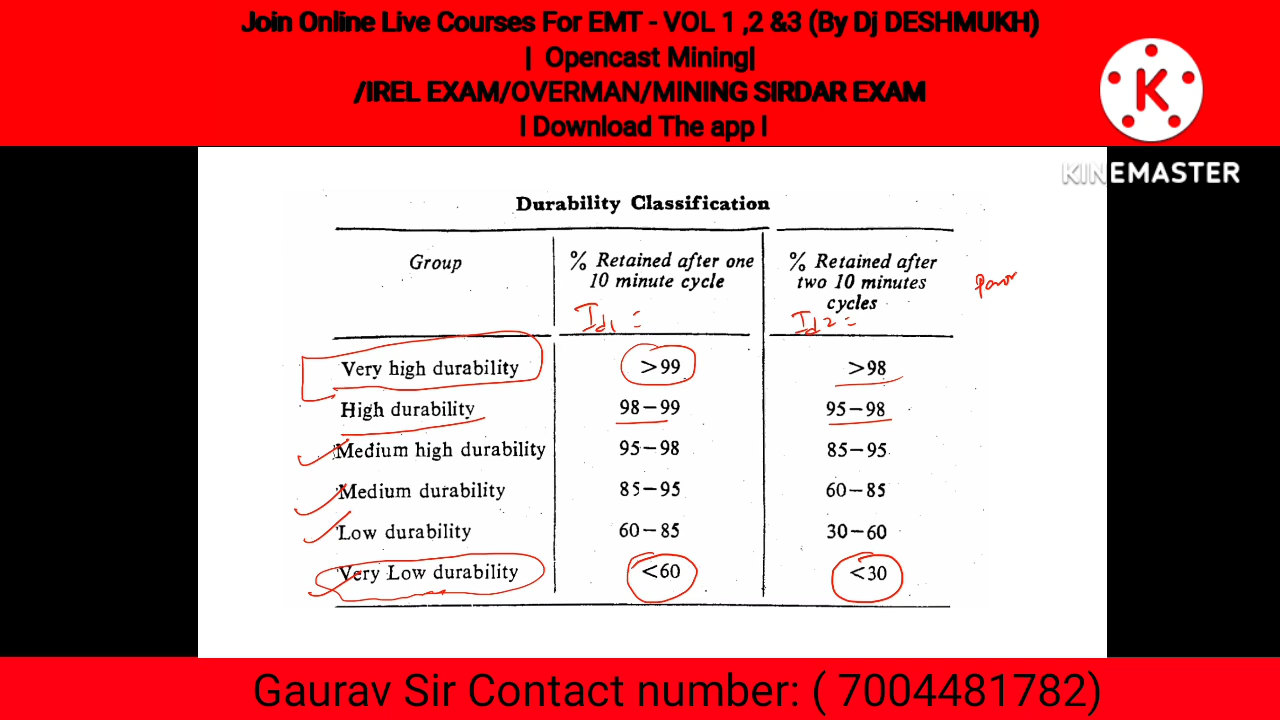 Join Online Live Courses For EMT - VOL 1 ,2 &3 (By Dj DESHMUKH)
| Opencast Mining|
/IREL EXAM/OVERMAN/MINING SIRDAR EXAM
l Download The app l
K
KINEMASTER
Durability Classification
Group % Retained after one 10 minute cycle % Retained after two 10 minutes cycles
Id1 = Id2 =
Very high durability >99 >98
High durability 98–99 95–98
Medium high durability 95–98 85–95
Medium durability 85–95 60–85
Low durability 60–85 30–60
Very Low durability <60 <30
Gaurav Sir Contact number: ( 7004481782)